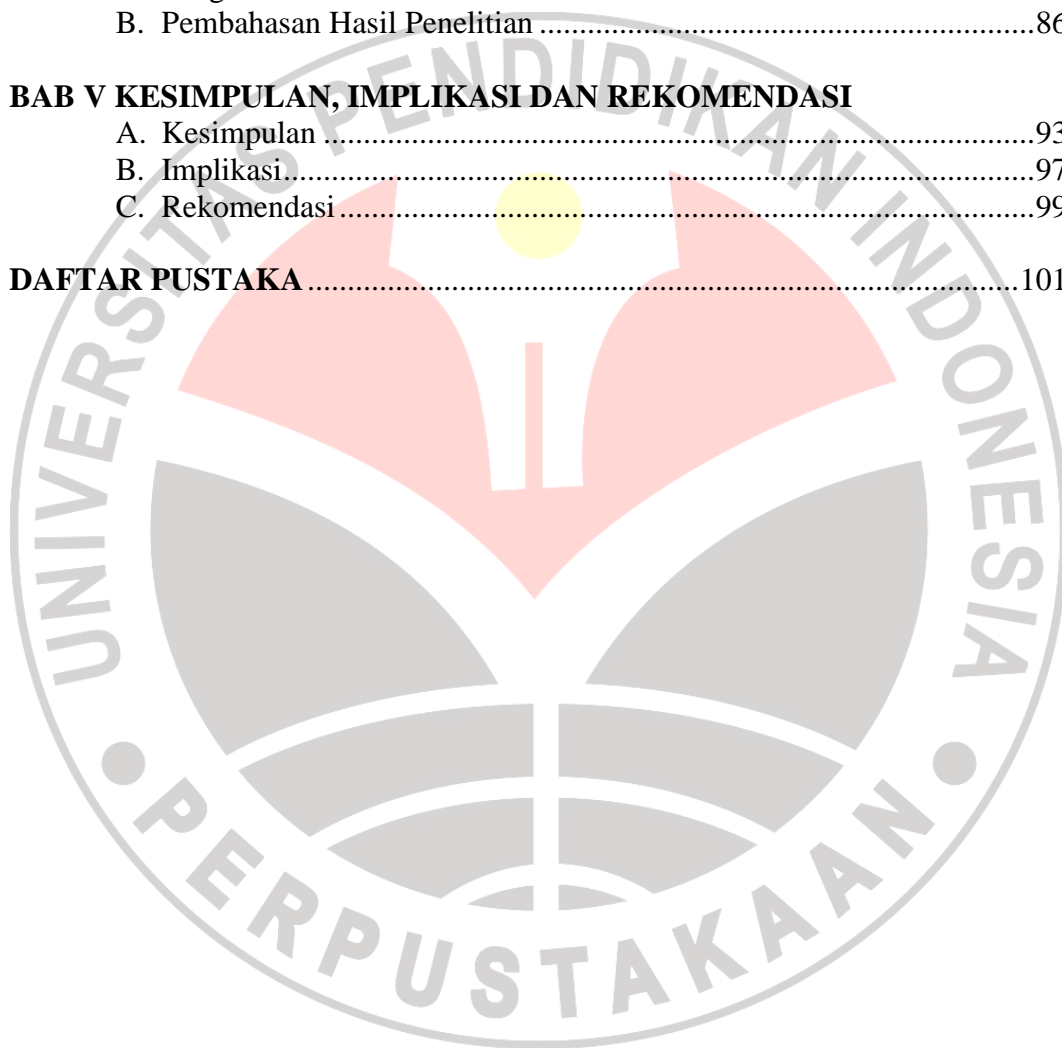 B. Pembahasan Hasil Penelitian ........................................................86
BAB V KESIMPULAN, IMPLIKASI DAN REKOMENDASI
A. Kesimpulan ................................................................................93
B. Implikasi.....................................................................................97
C. Rekomendasi ..............................................................................99
DAFTAR PUSTAKA ..............................................................................101
UNIVERSITAS PENDIDIKAN INDONESIA
PERPUSTAKAAN